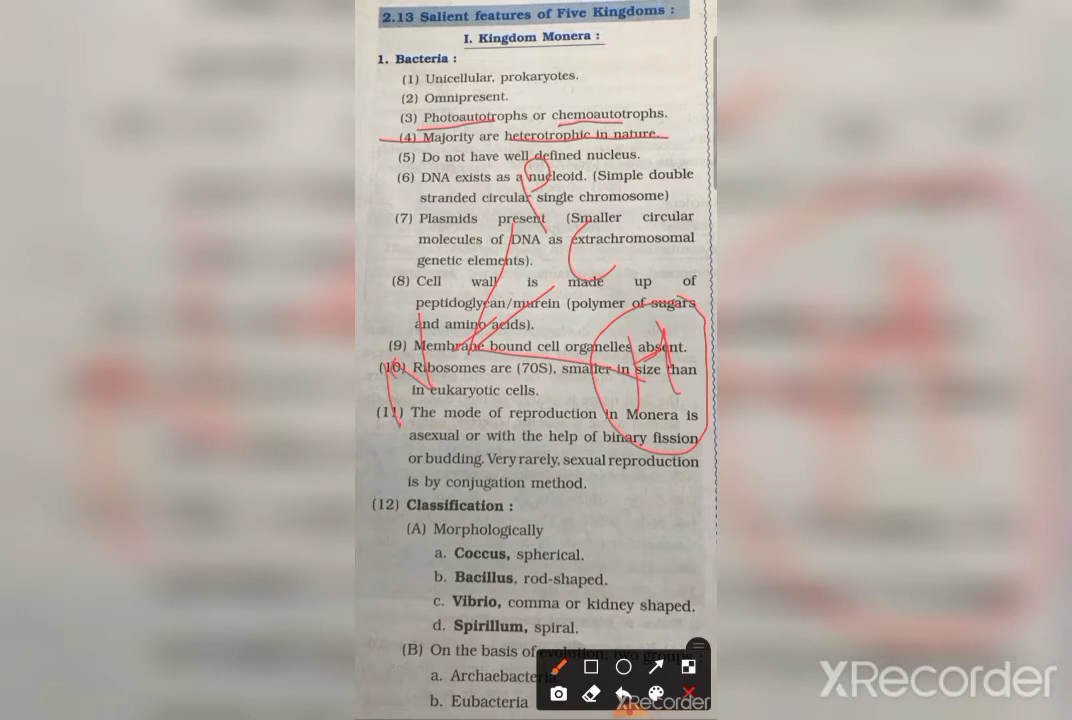 2.13 Salient features of Five Kingdoms :
I. Kingdom Monera :
1. Bacteria :
(1) Unicellular, prokaryotes.
(2) Omnipresent.
(3) Photoautotrophs or chemoautotrophs.
(4) Majority are heterotrophic in nature.
(5) Do not have well defined nucleus.
(6) DNA exists as a nucleoid. (Simple double
stranded circular single chromosome)
(7) Plasmids present (Smaller circular
molecules of DNA as extrachromosomal
genetic elements).
(8) Cell wall is made up of
peptidoglycan/murein (polymer of sugars
and amino acids).
(9) Membrane bound cell organelles absent.
(10) Ribosomes are (70S), smaller in size than
in eukaryotic cells.
(11) The mode of reproduction in Monera is
asexual or with the help of binary fission
or budding. Very rarely, sexual reproduction
is by conjugation method.
(12) Classification :
(A) Morphologically
a. Coccus, spherical.
b. Bacillus, rod-shaped.
c. Vibrio, comma or kidney shaped.
d. Spirillum, spiral.
(B) On the basis of evolution, two groups :
a. Archaebacteria
b. Eubacteria
P
C
H
N
XRecorder
XRecorder